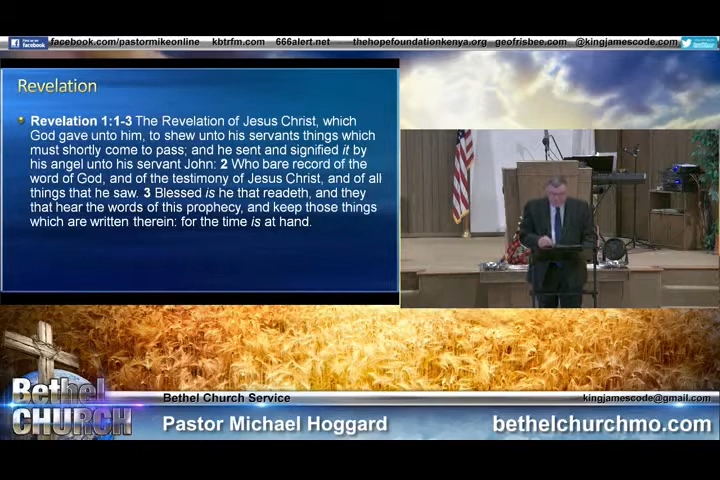 Find us on
facebook
facebook.com/pastormikeonline kbtrfm.com 666alert.net thehopefoundationkenya.org geofrisbee.com @kingjamescode.com
Revelation
Revelation 1:1-3 The Revelation of Jesus Christ, which
God gave unto him, to shew unto his servants things which
must shortly come to pass; and he sent and signified it by
his angel unto his servant John: 2 Who bare record of the
word of God, and of the testimony of Jesus Christ, and of all
things that he saw. 3 Blessed is he that readeth, and they
that hear the words of this prophecy, and keep those things
which are written therein: for the time is at hand.
Bethel
CHURCH
Bethel Church Service
kingjamescode@gmail.com
Pastor Michael Hoggard
bethelchurchmo.com